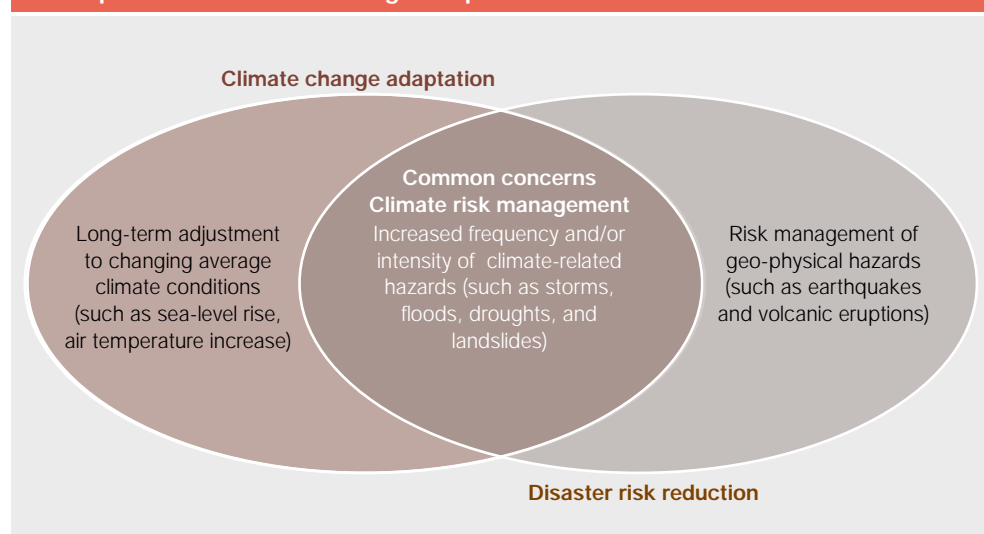 Climate change adaptation
Common concerns
Climate risk management
Increased frequency and/or
intensity of climate-related
hazards (such as storms,
floods, droughts, and
landslides)
Long-term adjustment
to changing average
climate conditions
(such as sea-level rise,
air temperature increase)
Risk management of
geo-physical hazards
(such as earthquakes
and volcanic eruptions)
Disaster risk reduction